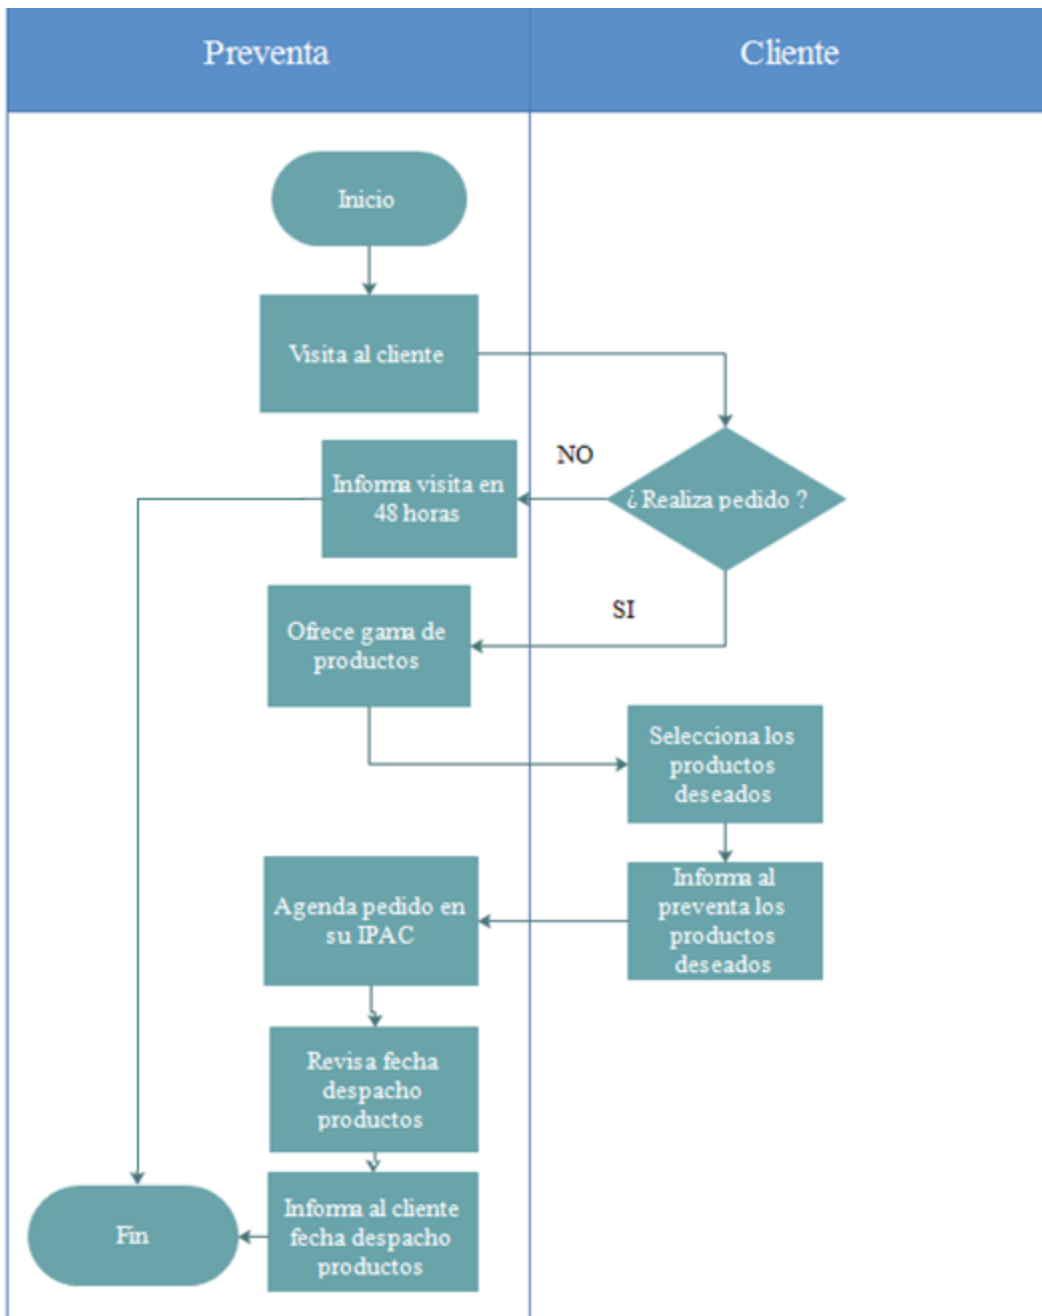 Preventa
Cliente
Inicio
Visita al cliente
NO
Informa visita en
48 horas
¿ Realiza pedido ?
SI
Ofrece gama de
productos
Selecciona los
productos
deseados
Informa al
preventa los
productos
deseados
Agenda pedido en
su IPAC
Revisa fecha
despacho
productos
Informa al cliente
fecha despacho
productos
Fin